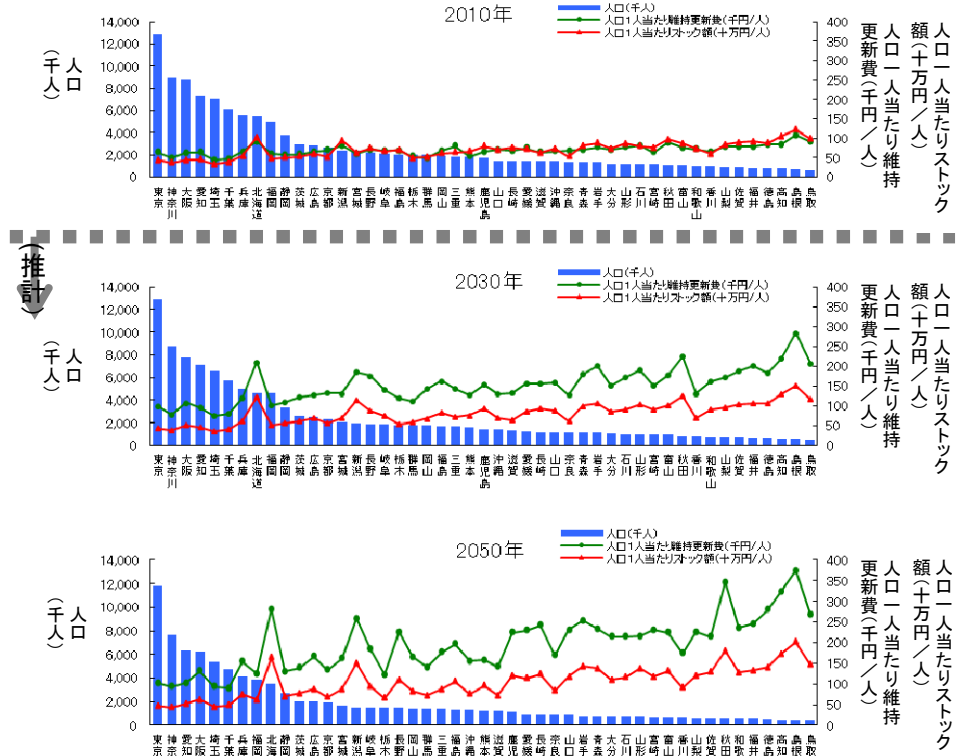 2010年
人口(千人)
人口1人当たり維持更新費(千円/人)
人口1人当たりストック額(十万円/人)
人口
(千人)
14,000
12,000
10,000
8,000
6,000
4,000
2,000
0
400
350
300
250
200
150
100
50
0
人口一人当たり維持
更新費(千円/人)
人口一人当たりストック
額(十万円/人)
東京 神奈川 大阪 愛知 埼玉 千葉 兵庫 北海道 福岡 静岡 茨城 広島 京都 新潟 宮城 長野 岐阜 福島 栃木 群馬 岡山 三重 熊本 鹿児島 山口 長崎 愛媛 滋賀 沖縄 奈良 青森 岩手 大分 山形 石川 宮崎 秋田 富山 和歌山 香川 山梨 佐賀 福井 徳島 高知 島根 鳥取
(推計)
2030年
人口(千人)
人口1人当たり維持更新費(千円/人)
人口1人当たりストック額(十万円/人)
人口
(千人)
14,000
12,000
10,000
8,000
6,000
4,000
2,000
0
400
350
300
250
200
150
100
50
0
人口一人当たり維持
更新費(千円/人)
人口一人当たりストック
額(十万円/人)
東京 神奈川 大阪 愛知 埼玉 千葉 兵庫 北海道 福岡 静岡 茨城 広島 京都 宮城 新潟 長野 岐阜 栃木 群馬 岡山 福島 三重 熊本 鹿児島 沖縄 滋賀 愛媛 長崎 山口 奈良 青森 岩手 大分 石川 山形 宮崎 富山 秋田 香川 和歌山 山梨 佐賀 福井 徳島 高知 島根 鳥取
2050年
人口(千人)
人口1人当たり維持更新費(千円/人)
人口1人当たりストック額(十万円/人)
人口
(千人)
14,000
12,000
10,000
8,000
6,000
4,000
2,000
0
400
350
300
250
200
150
100
50
0
人口一人当たり維持
更新費(千円/人)
人口一人当たりストック
額(十万円/人)
東京 神奈 愛知 大阪 埼玉 千葉 兵庫 福岡 北海 静岡 茨城 広島 京都 宮城 新潟 岐阜 栃木 長野 岡山 群馬 三重 福島 沖縄 熊本 滋賀 鹿児 愛媛 長崎 奈良 山口 岩手 青森 大分 石川 山形 宮崎 富山 香川 山梨 佐賀 秋田 和歌 福井 徳島 高知 島根 鳥取